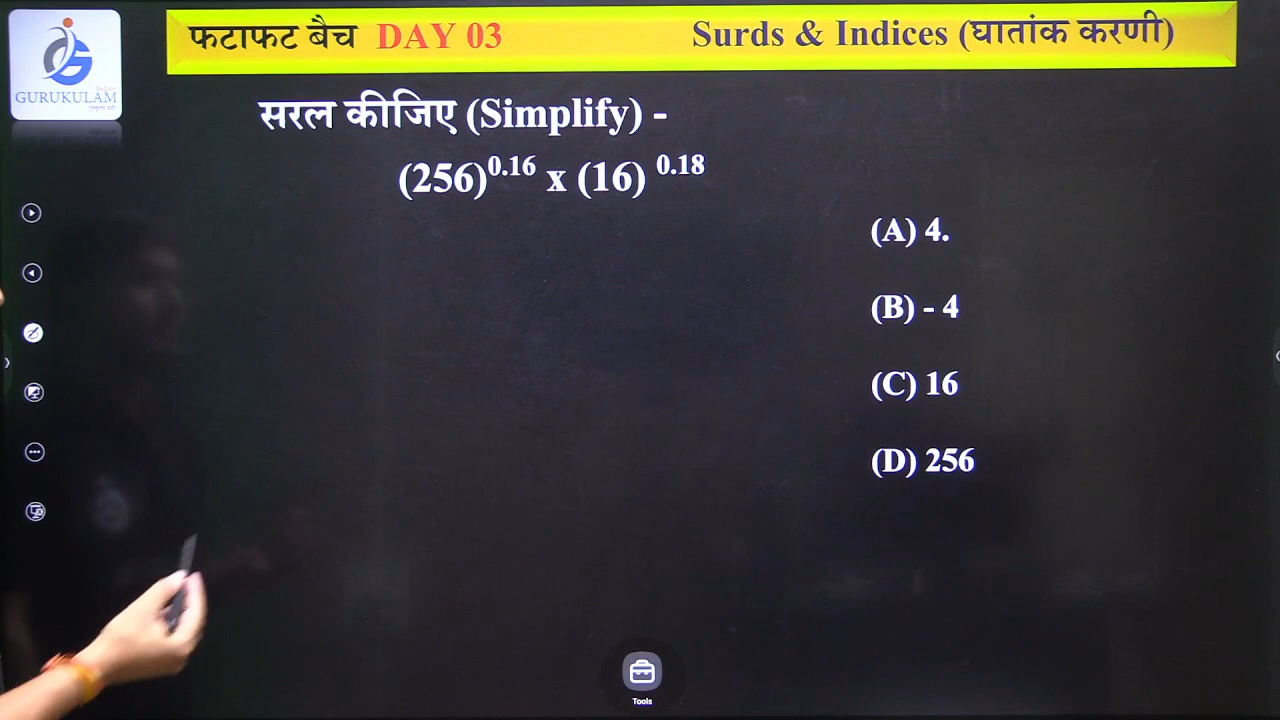 फटाफट बैच DAY 03 Surds & Indices (घातांक करणी)
GURUKULAM
सरल कीजिए (Simplify) -
(256)^0.16 x (16)^0.18
(A) 4.
(B) - 4
(C) 16
(D) 256
Tools